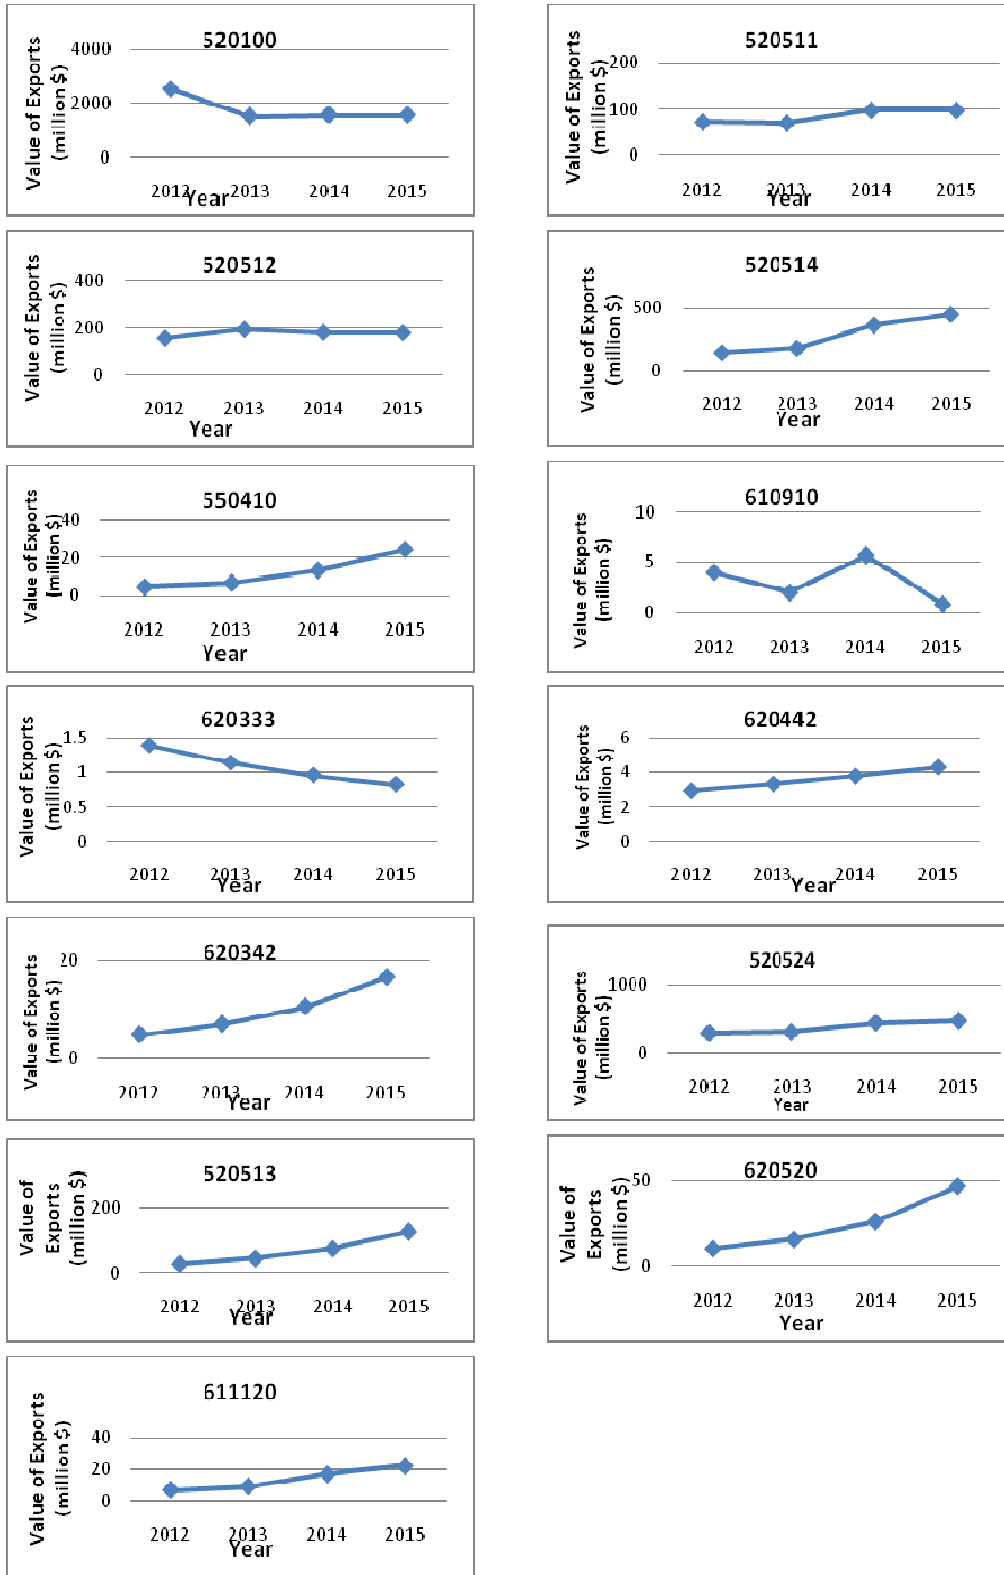 520100
Value of Exports
(million $)
4000
2000
0
2012 2013 2014 2015
Year
520511
Value of Exports
(million $)
200
100
0
2012 2013 2014 2015
Year
520512
Value of Exports
(million $)
400
200
0
2012 2013 2014 2015
Year
520514
Value of Exports
(million $)
500
0
2012 2013 2014 2015
Year
550410
Value of Exports
(million $)
40
20
0
2012 2013 2014 2015
Year
610910
Value of Exports
(million $)
10
5
0
2012 2013 2014 2015
620333
Value of Exports
(million $)
1.5
1
0.5
0
2012 2013 2014 2015
Year
620442
Value of Exports
(million $)
6
4
2
0
2012 2013 2014 2015
Year
620342
Value of Exports
(million $)
20
0
2012 2013 2014 2015
Year
520524
Value of Exports
(million $)
1000
0
2012 2013 2014 2015
Year
520513
Value of
Exports
(million $)
200
0
2012 2013 2014 2015
Year
620520
Value of
Exports
(million $)
50
0
2012 2013 2014 2015
Year
611120
Value of Exports
(million $)
40
20
0
2012 2013 2014 2015
Year